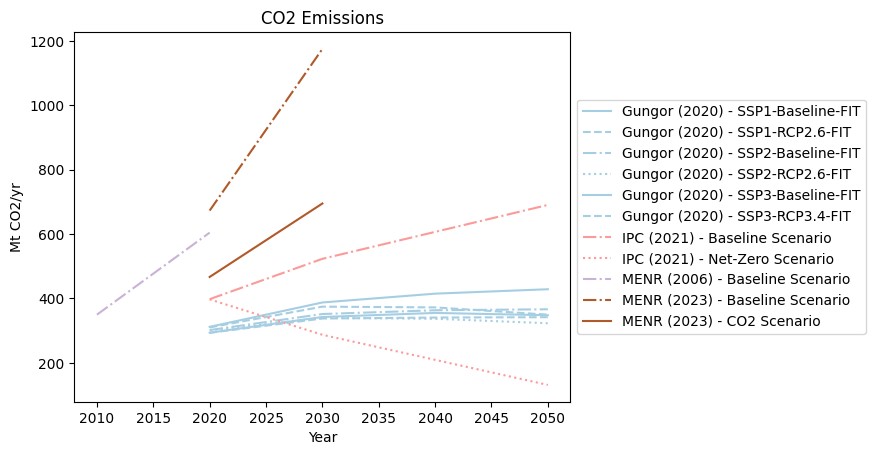 CO2 Emissions
1200
1000
800
600
400
200
Mt CO2/yr
2010 2015 2020 2025 2030 2035 2040 2045 2050
Year
Gungor (2020) - SSP1-Baseline-FIT
Gungor (2020) - SSP1-RCP2.6-FIT
Gungor (2020) - SSP2-Baseline-FIT
Gungor (2020) - SSP2-RCP2.6-FIT
Gungor (2020) - SSP3-Baseline-FIT
Gungor (2020) - SSP3-RCP3.4-FIT
IPC (2021) - Baseline Scenario
IPC (2021) - Net-Zero Scenario
MENR (2006) - Baseline Scenario
MENR (2023) - Baseline Scenario
MENR (2023) - CO2 Scenario